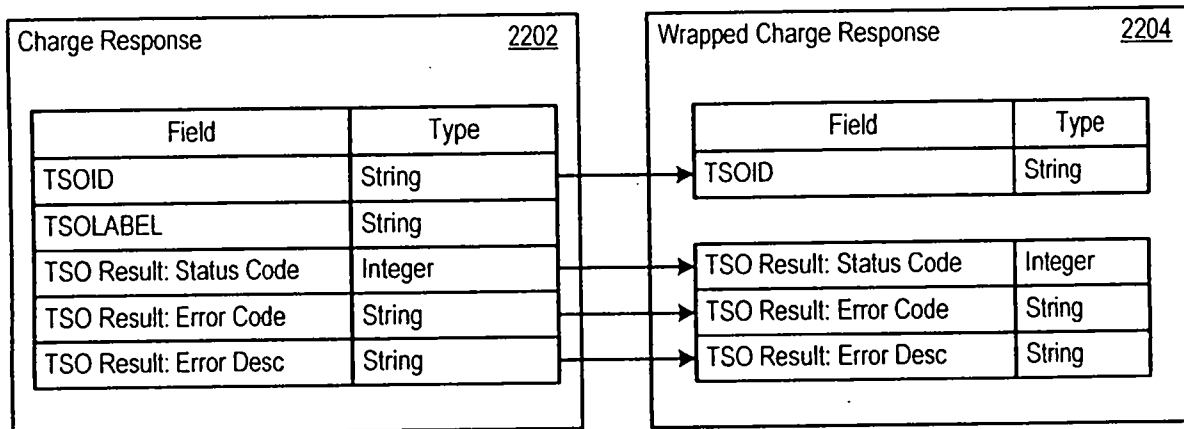 Charge Response 2202
Field Type
TSOID String
TSOLABEL String
TSO Result: Status Code Integer
TSO Result: Error Code String
TSO Result: Error Desc String
Wrapped Charge Response 2204
Field Type
TSOID String
TSO Result: Status Code Integer
TSO Result: Error Code String
TSO Result: Error Desc String